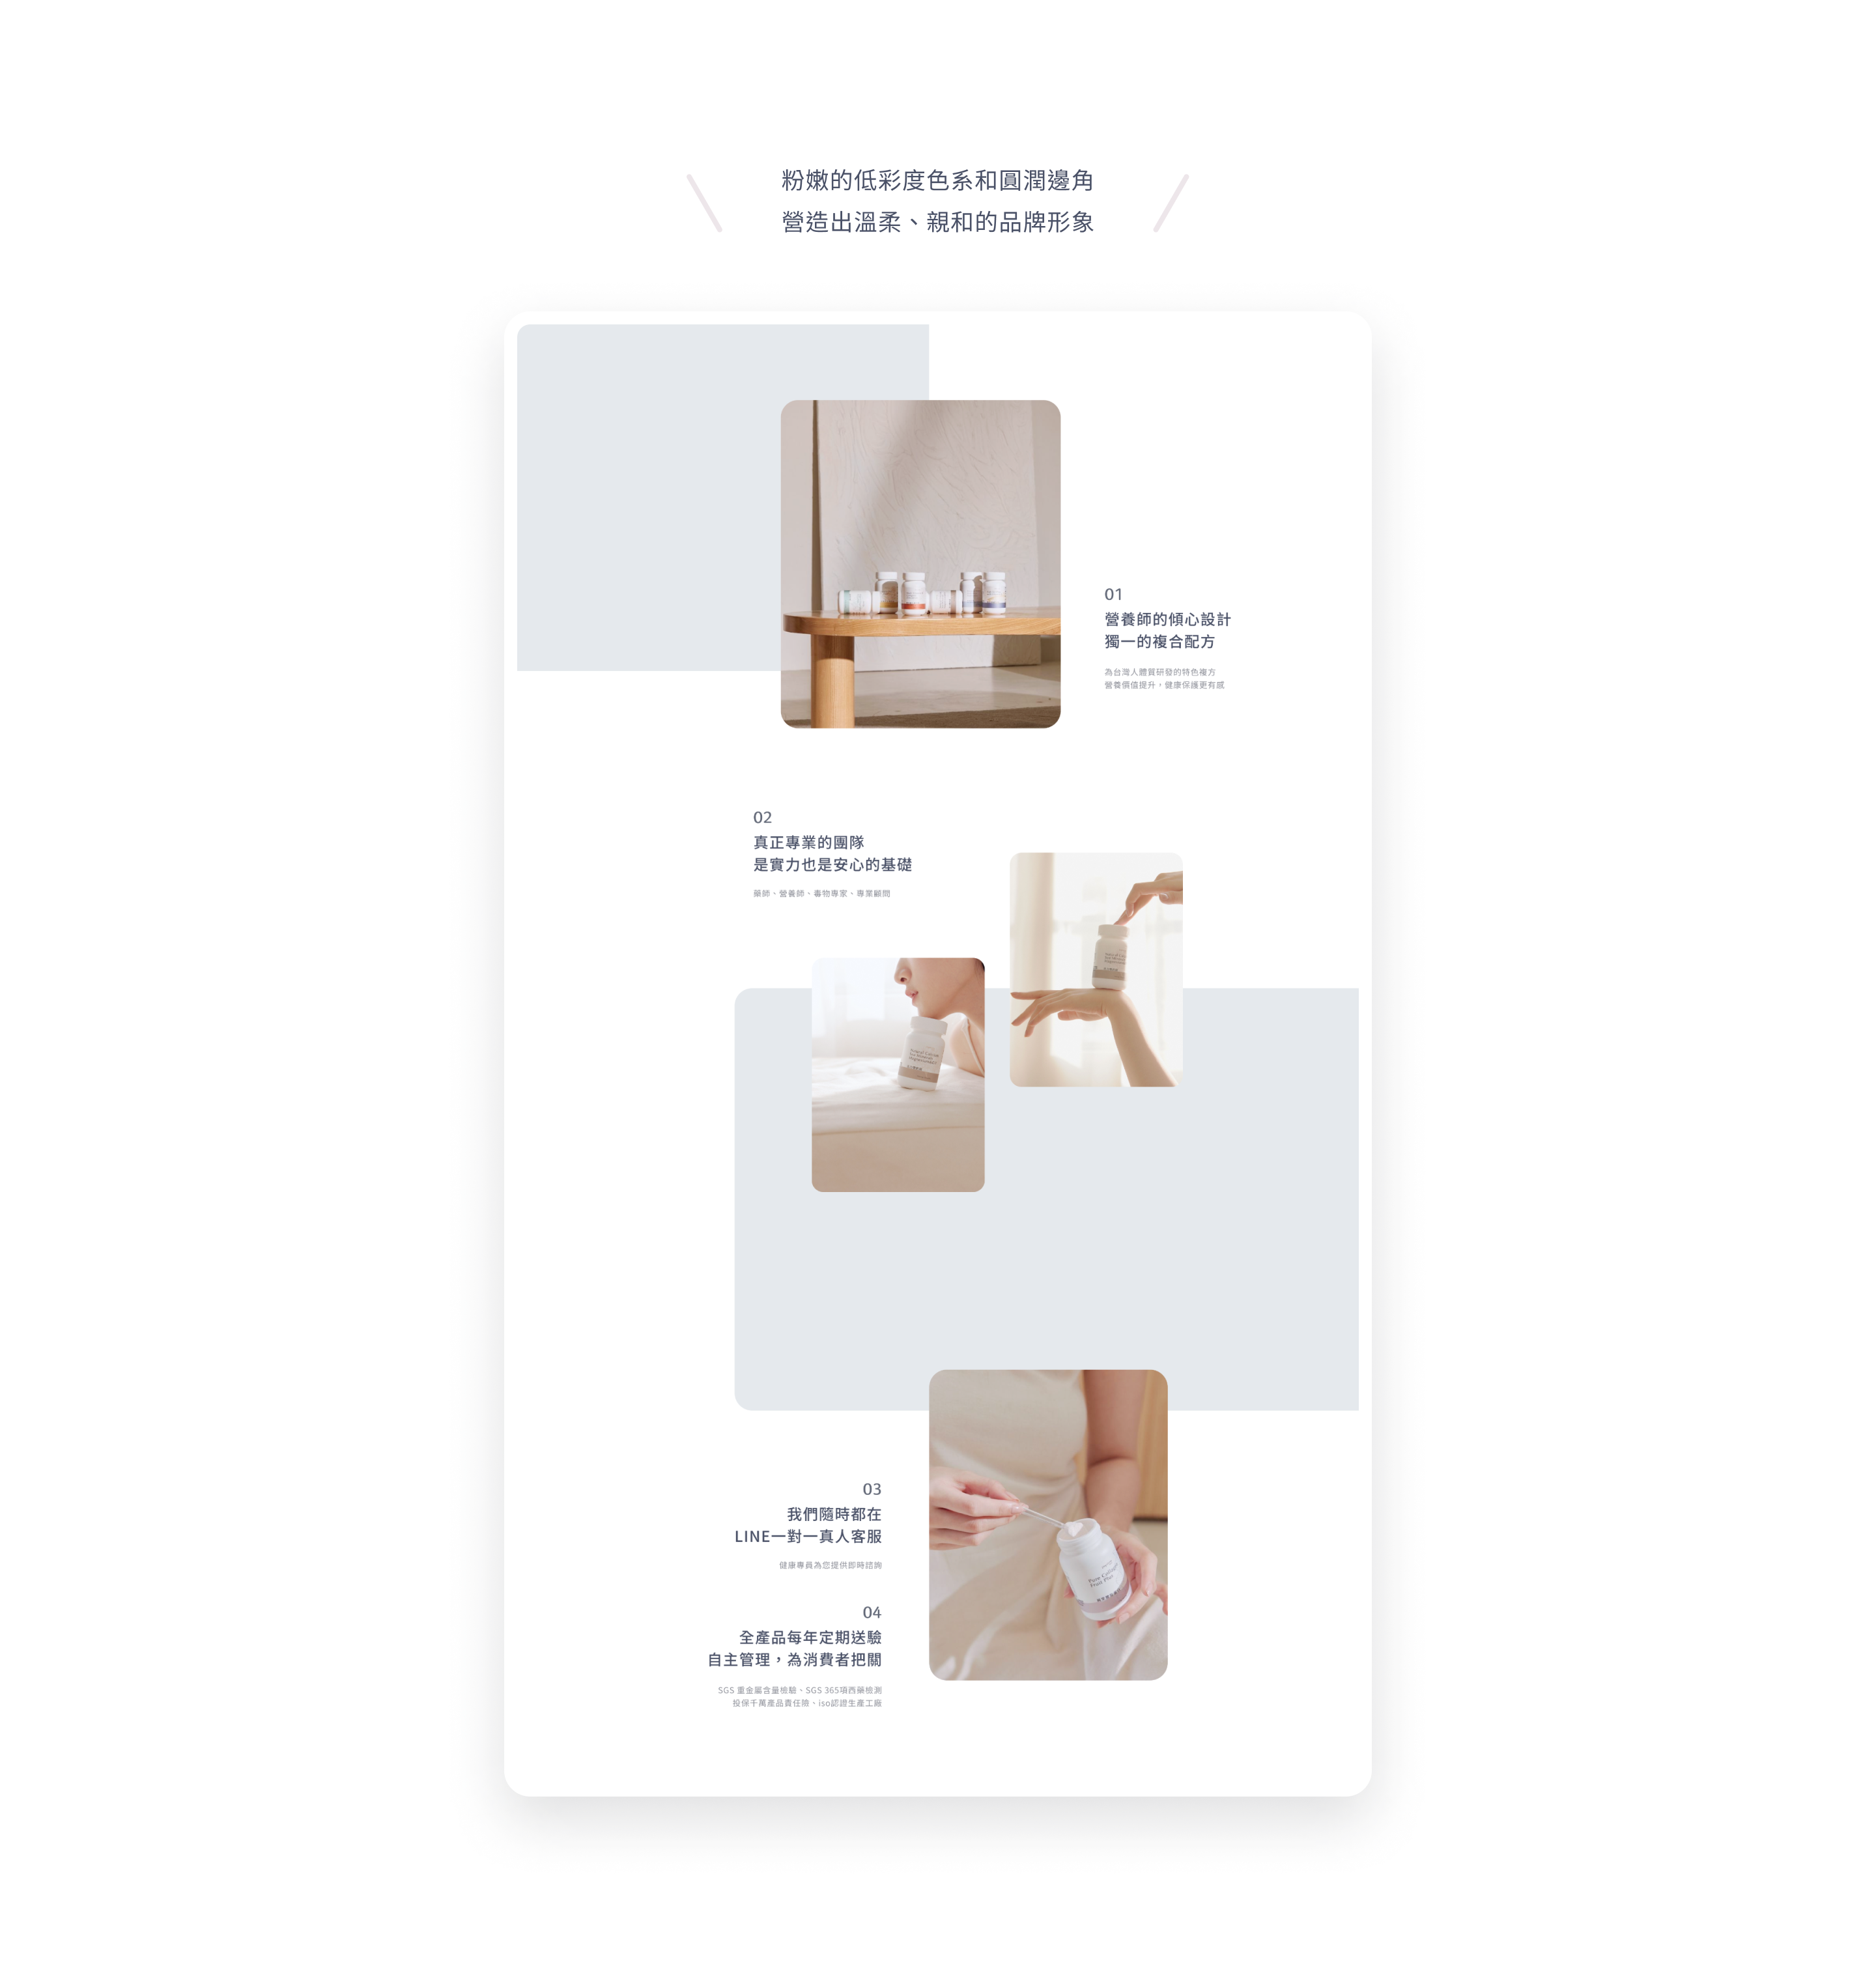 粉嫩的低彩度色系和圓潤邊角
營造出溫柔、親和的品牌形象
01
營養師的傾心設計
獨一的複合配方
為台灣人體質研發的特色複方
營養價值提升，健康保護更有感
02
真正專業的團隊
是實力也是安心的基礎
藥師、營養師、毒物專家、專業顧問
03
我們隨時都在
LINE一對一真人客服
健康專員為您提供即時諮詢
04
全產品每年定期送驗
自主管理，為消費者把關
SGS 重金屬含量檢驗、SGS 365項西藥檢測
投保千萬產品責任險、iso認證生產工廠